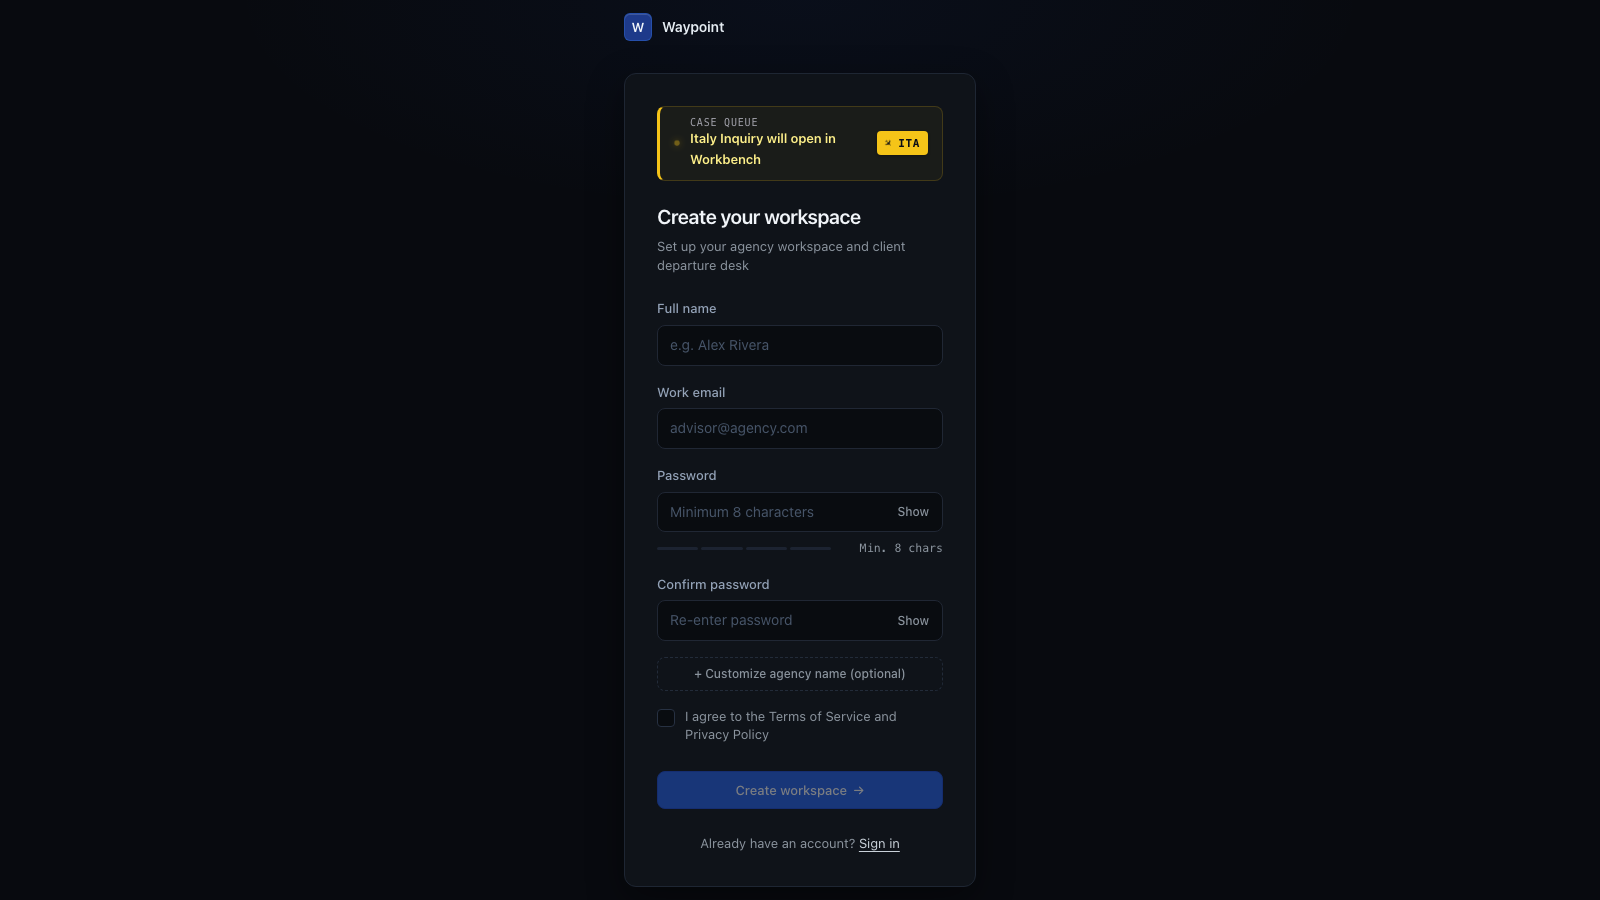 W Waypoint
CASE QUEUE
Italy Inquiry will open in
Workbench
⇲ ITA
Create your workspace
Set up your agency workspace and client
departure desk
Full name
e.g. Alex Rivera
Work email
advisor@agency.com
Password
Minimum 8 characters Show
Min. 8 chars
Confirm password
Re-enter password Show
+ Customize agency name (optional)
I agree to the Terms of Service and
Privacy Policy
Create workspace →
Already have an account? Sign in